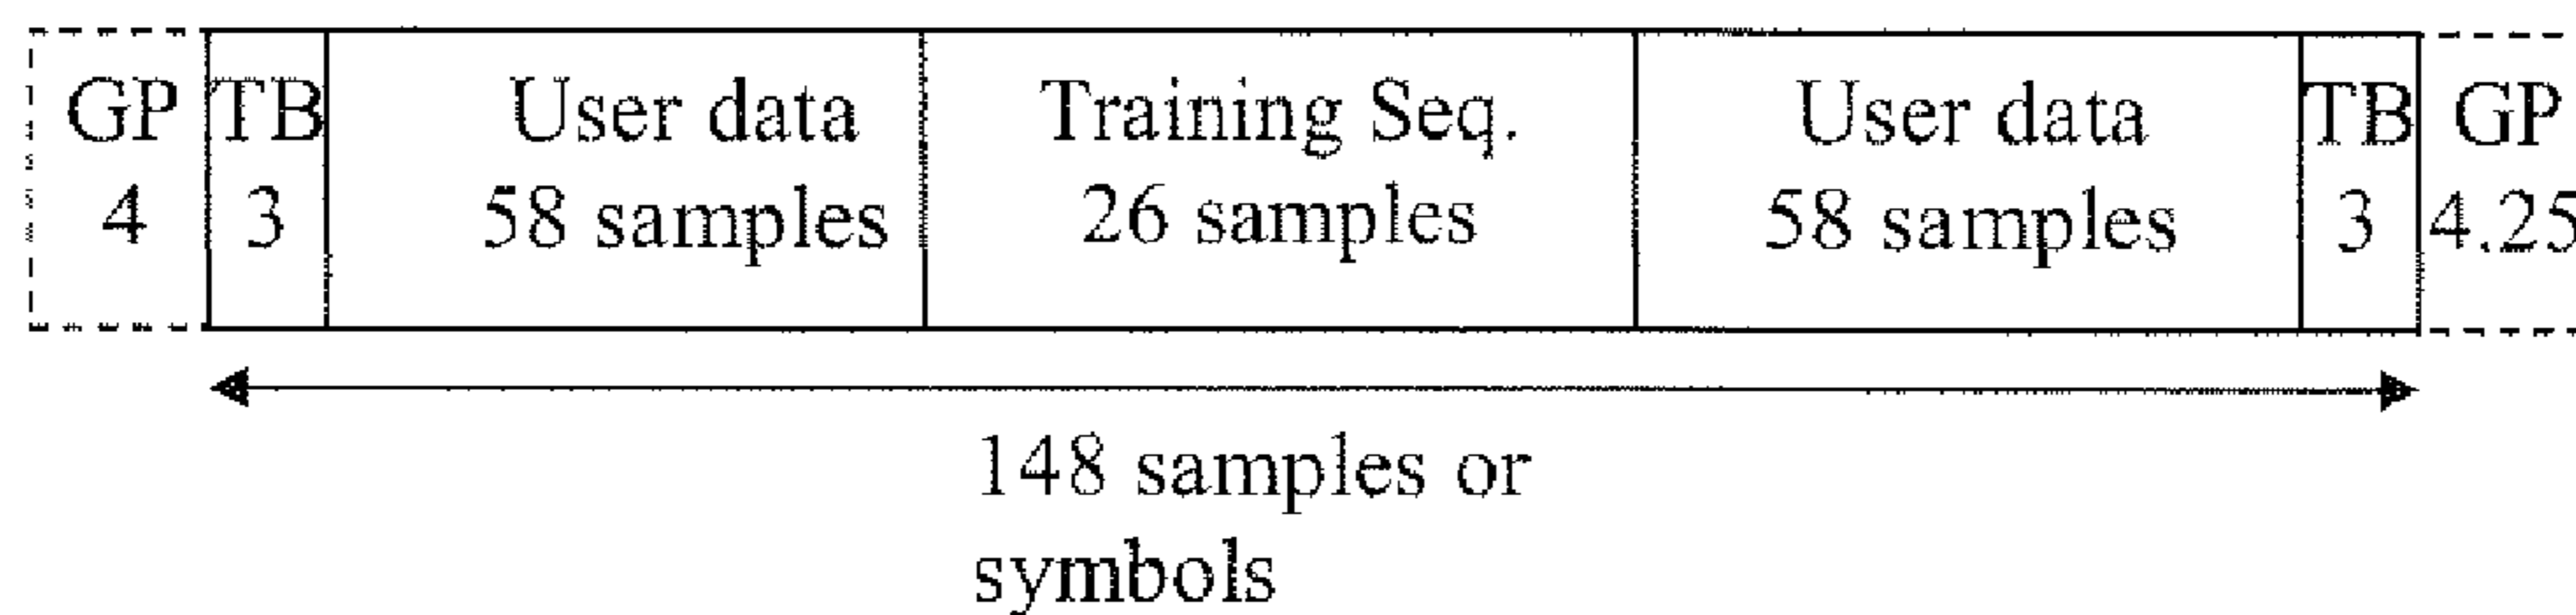 GP TB User data Training Seq. User data TB GP
4 3 58 samples 26 samples 58 samples 3 4.25
148 samples or
symbols